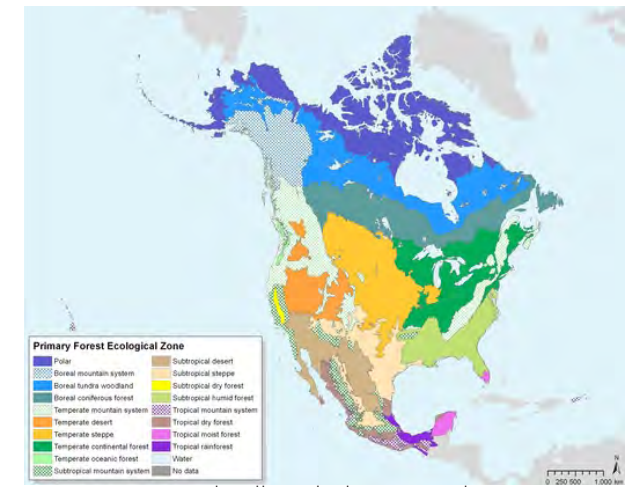 Primary Forest Ecological Zone
Polar
Boreal mountain system
Boreal tundra woodland
Boreal coniferous forest
Temperate mountain system
Temperate desert
Temperate steppe
Temperate continental forest
Temperate oceanic forest
Subtropical mountain system
Subtropical desert
Subtropical steppe
Subtropical dry forest
Subtropical humid forest
Tropical mountain system
Tropical dry forest
Tropical moist forest
Tropical rainforest
Water
No data
N
0 250 500 1,000 km